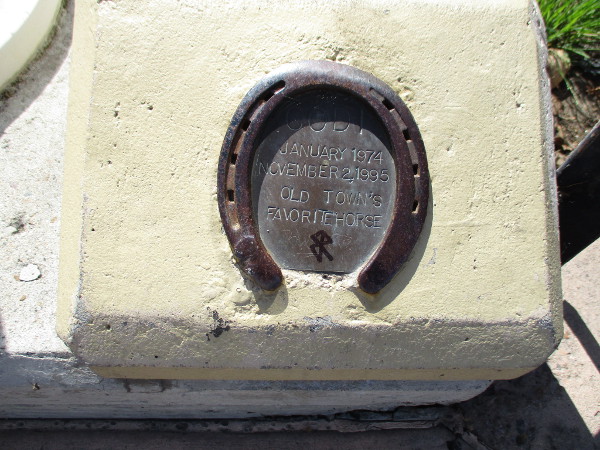 JANUARY 1974
NOVEMBER 2, 1995
OLD TOWN'S
FAVORITE HORSE